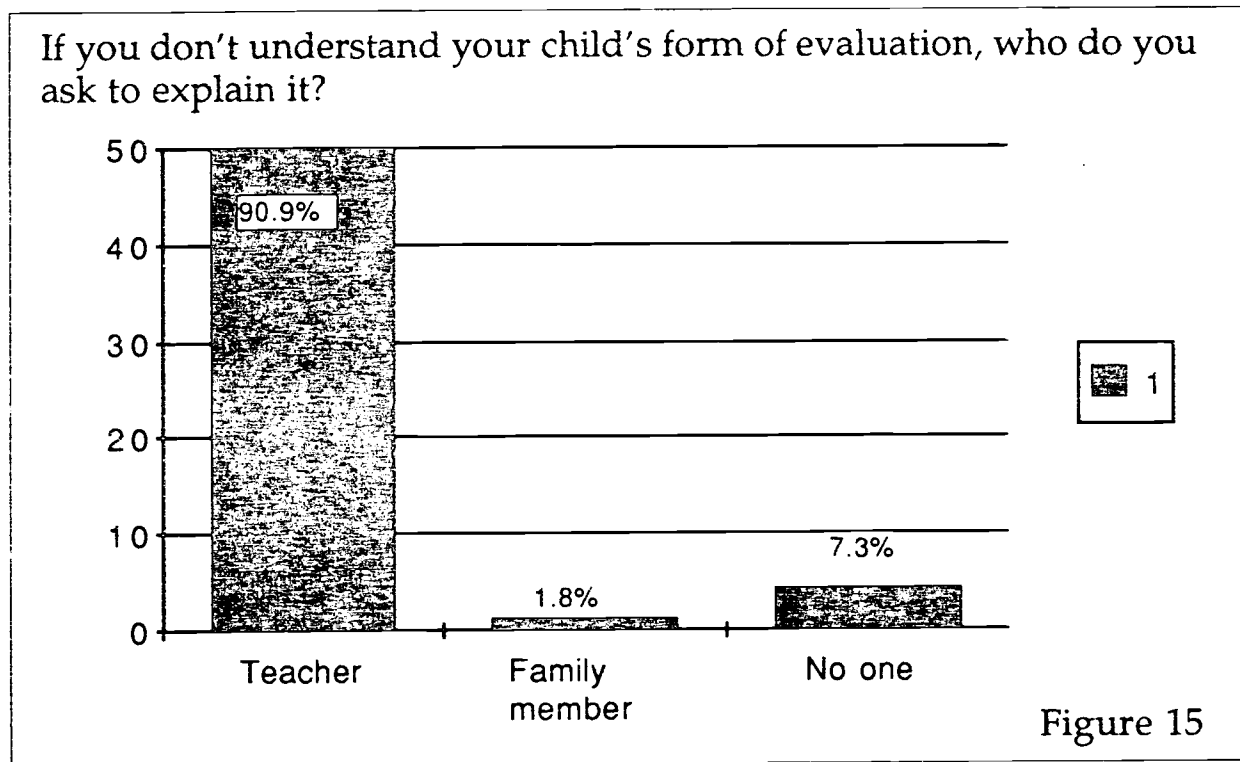 If you don't understand your child's form of evaluation, who do you
ask to explain it?
50
90.9%
40
30
1
20
10
7.3%
1.8%
0
Teacher
Family
member
No one
Figure 15